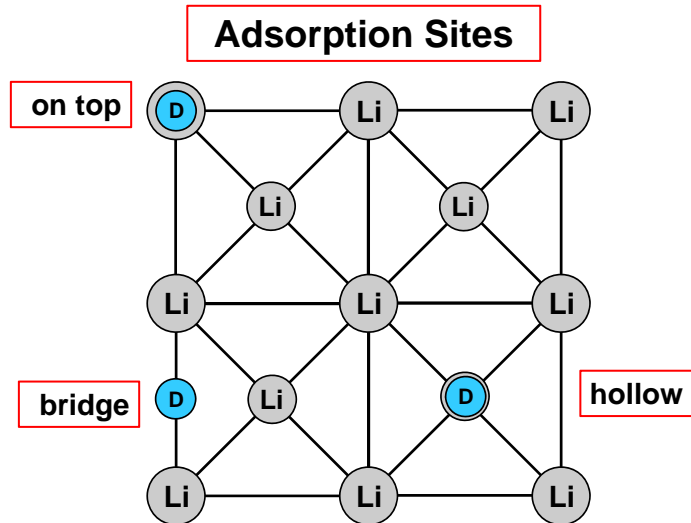 Adsorption Sites
on top
D Li Li
Li Li
Li Li Li
bridge
D Li D
hollow
Li Li Li